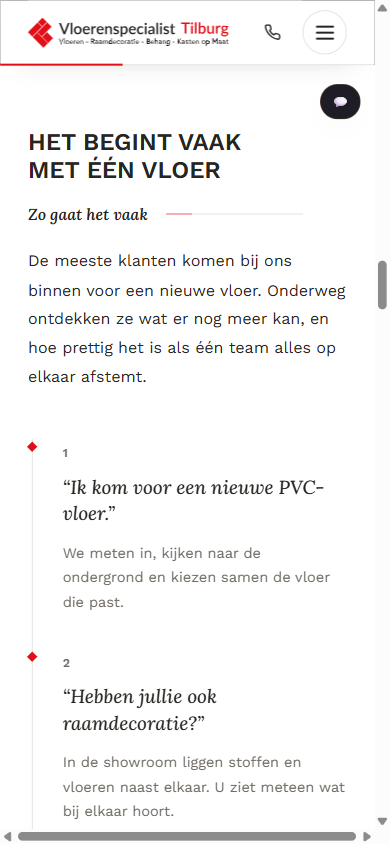 Vloerenspecialist Tilburg
Vloeren - Raamdecoratie - Behang - Kasten op Maat
HET BEGINT VAAK
MET ÉÉN VLOER
Zo gaat het vaak
De meeste klanten komen bij ons
binnen voor een nieuwe vloer. Onderweg
ontdekken ze wat er nog meer kan, en
hoe prettig het is als één team alles op
elkaar afstemt.
1
“Ik kom voor een nieuwe PVC-
vloer.”
We meten in, kijken naar de
ondergrond en kiezen samen de vloer
die past.
2
“Hebben jullie ook
raamdecoratie?”
In de showroom liggen stoffen en
vloeren naast elkaar. U ziet meteen wat
bij elkaar hoort.